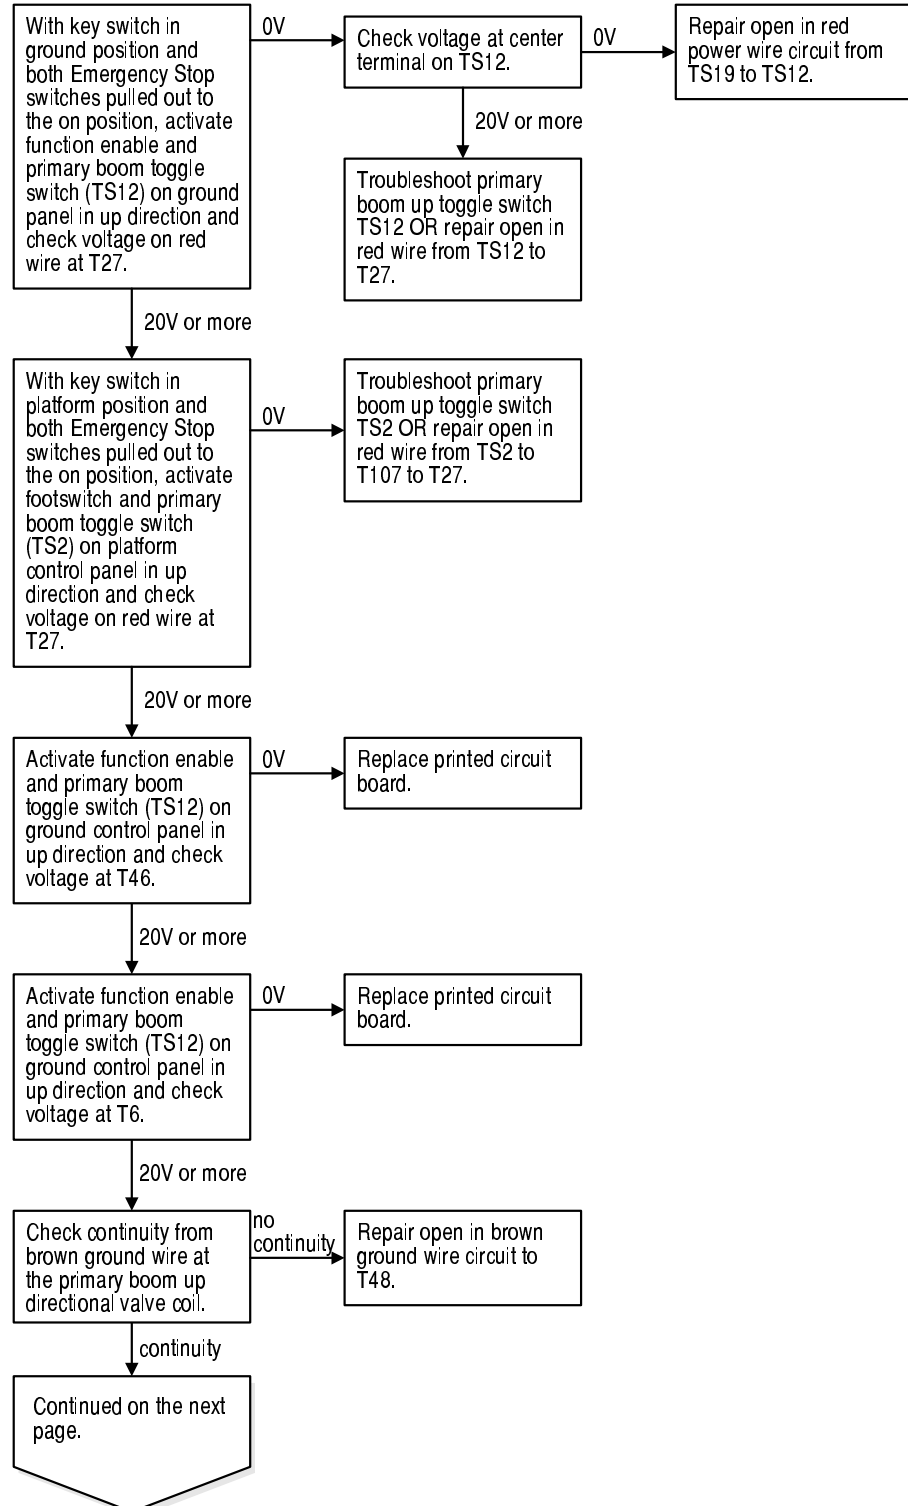 With key switch in
ground position and
both Emergency Stop
switches pulled out to
the on position, activate
function enable and
primary boom toggle
switch (TS12) on ground
panel in up direction and
check voltage on red
wire at T27.
0V
Check voltage at center
terminal on TS12.
0V
Repair open in red
power wire circuit from
TS19 to TS12.
20V or more
Troubleshoot primary
boom up toggle switch
TS12 OR repair open in
red wire from TS12 to
T27.
20V or more
With key switch in
platform position and
both Emergency Stop
switches pulled out to
the on position, activate
footswitch and primary
boom toggle switch
(TS2) on platform
control panel in up
direction and check
voltage on red wire at
T27.
0V
Troubleshoot primary
boom up toggle switch
TS2 OR repair open in
red wire from TS2 to
T107 to T27.
20V or more
Activate function enable
and primary boom
toggle switch (TS12) on
ground control panel in
up direction and check
voltage at T46.
0V
Replace printed circuit
board.
20V or more
Activate function enable
and primary boom
toggle switch (TS12) on
ground control panel in
up direction and check
voltage at T6.
0V
Replace printed circuit
board.
20V or more
Check continuity from
brown ground wire at
the primary boom up
directional valve coil.
no
continuity
Repair open in brown
ground wire circuit to
T48.
continuity
Continued on the next
page.